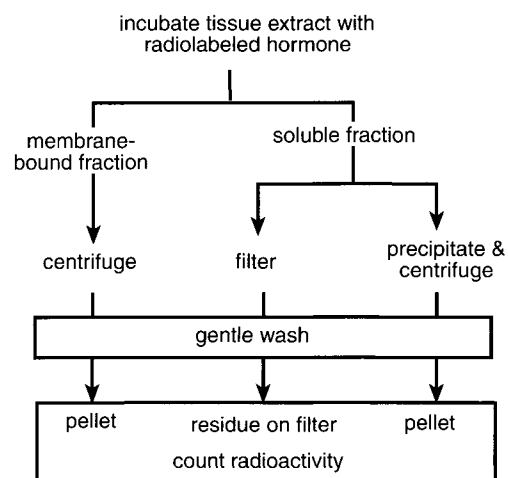 incubate tissue extract with
radiolabeled hormone
membrane-
bound fraction
soluble fraction
centrifuge
filter
precipitate &
centrifuge
gentle wash
pellet
residue on filter
pellet
count radioactivity